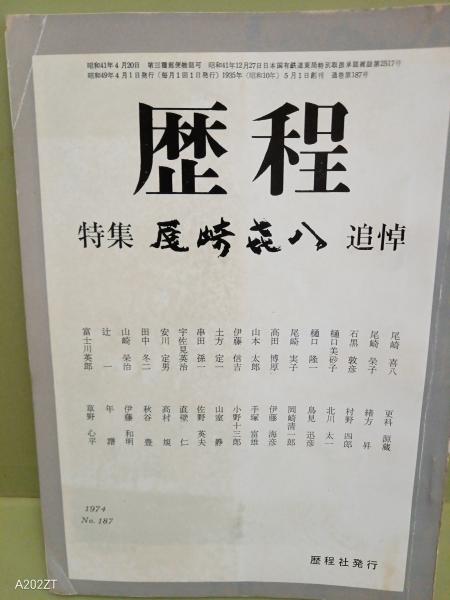 昭和41年4月20日 第三種郵便物認可 昭和41年12月27日日本国有鉄道東局特別取扱承認雑誌第2517号
昭和49年4月1日発行（毎月1回1日発行）1935年（昭和10年）5月1日創刊 通巻第187号
歴程
特集 尾崎喜八 追悼
尾崎 喜八
尾崎 栄子
石黒 敦彦
樋口美砂子
樋口 隆一
尾崎 実子
高田 博厚
山本 太郎
伊藤 信吉
土方 定一
串田 孫一
宇佐見英治
安川 定男
田中 冬二
山崎 栄治
辻 一
富士川英郎
更科 源蔵
緒方 昇
村野 四郎
北川 太一
鳥見 迅彦
岡崎清一郎
伊藤 海彦
手塚 富雄
小野十三郎
山室 静
佐野 英夫
直壁 仁
高村 規
秋谷 豊
伊藤 和明
年 譜
草野 心平
1974
No. 187
歴程社発行
A202ZT